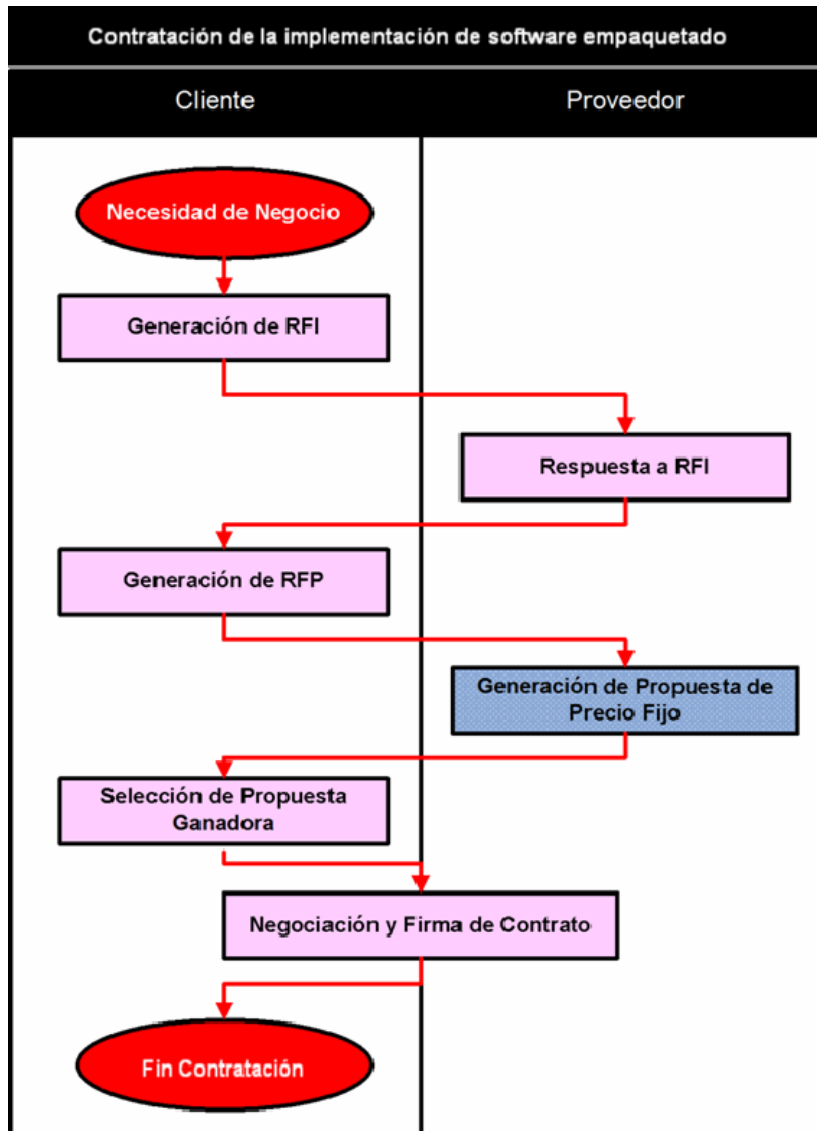 Contratación de la implementación de software empaquetado
Cliente
Proveedor
Necesidad de Negocio
Generación de RFI
Respuesta a RFI
Generación de RFP
Generación de Propuesta de
Precio Fijo
Selección de Propuesta
Ganadora
Negociación y Firma de Contrato
Fin Contratación